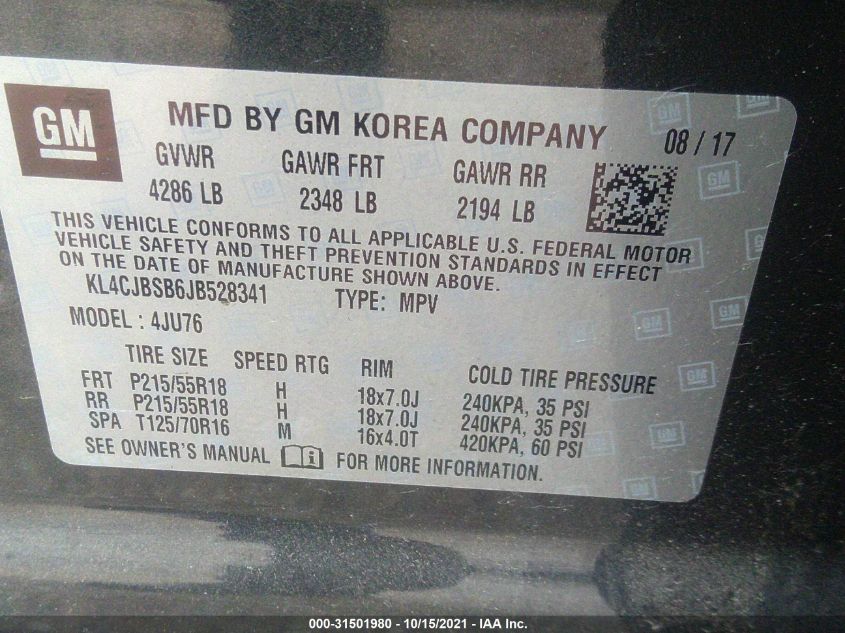 GM
MFD BY GM KOREA COMPANY 08 / 17
GVWR GAWR FRT GAWR RR
4286 LB 2348 LB 2194 LB
THIS VEHICLE CONFORMS TO ALL APPLICABLE U.S. FEDERAL MOTOR
VEHICLE SAFETY AND THEFT PREVENTION STANDARDS IN EFFECT
ON THE DATE OF MANUFACTURE SHOWN ABOVE.
KL4CJBSB6JB528341 TYPE: MPV
MODEL : 4JU76
TIRE SIZE SPEED RTG RIM COLD TIRE PRESSURE
FRT P215/55R18 H 18x7.0J 240KPA, 35 PSI
RR P215/55R18 H 18x7.0J 240KPA, 35 PSI
SPA T125/70R16 M 16x4.0T 420KPA, 60 PSI
SEE OWNER'S MANUAL i FOR MORE INFORMATION.
000-31501980 - 10/15/2021 - IAA Inc.